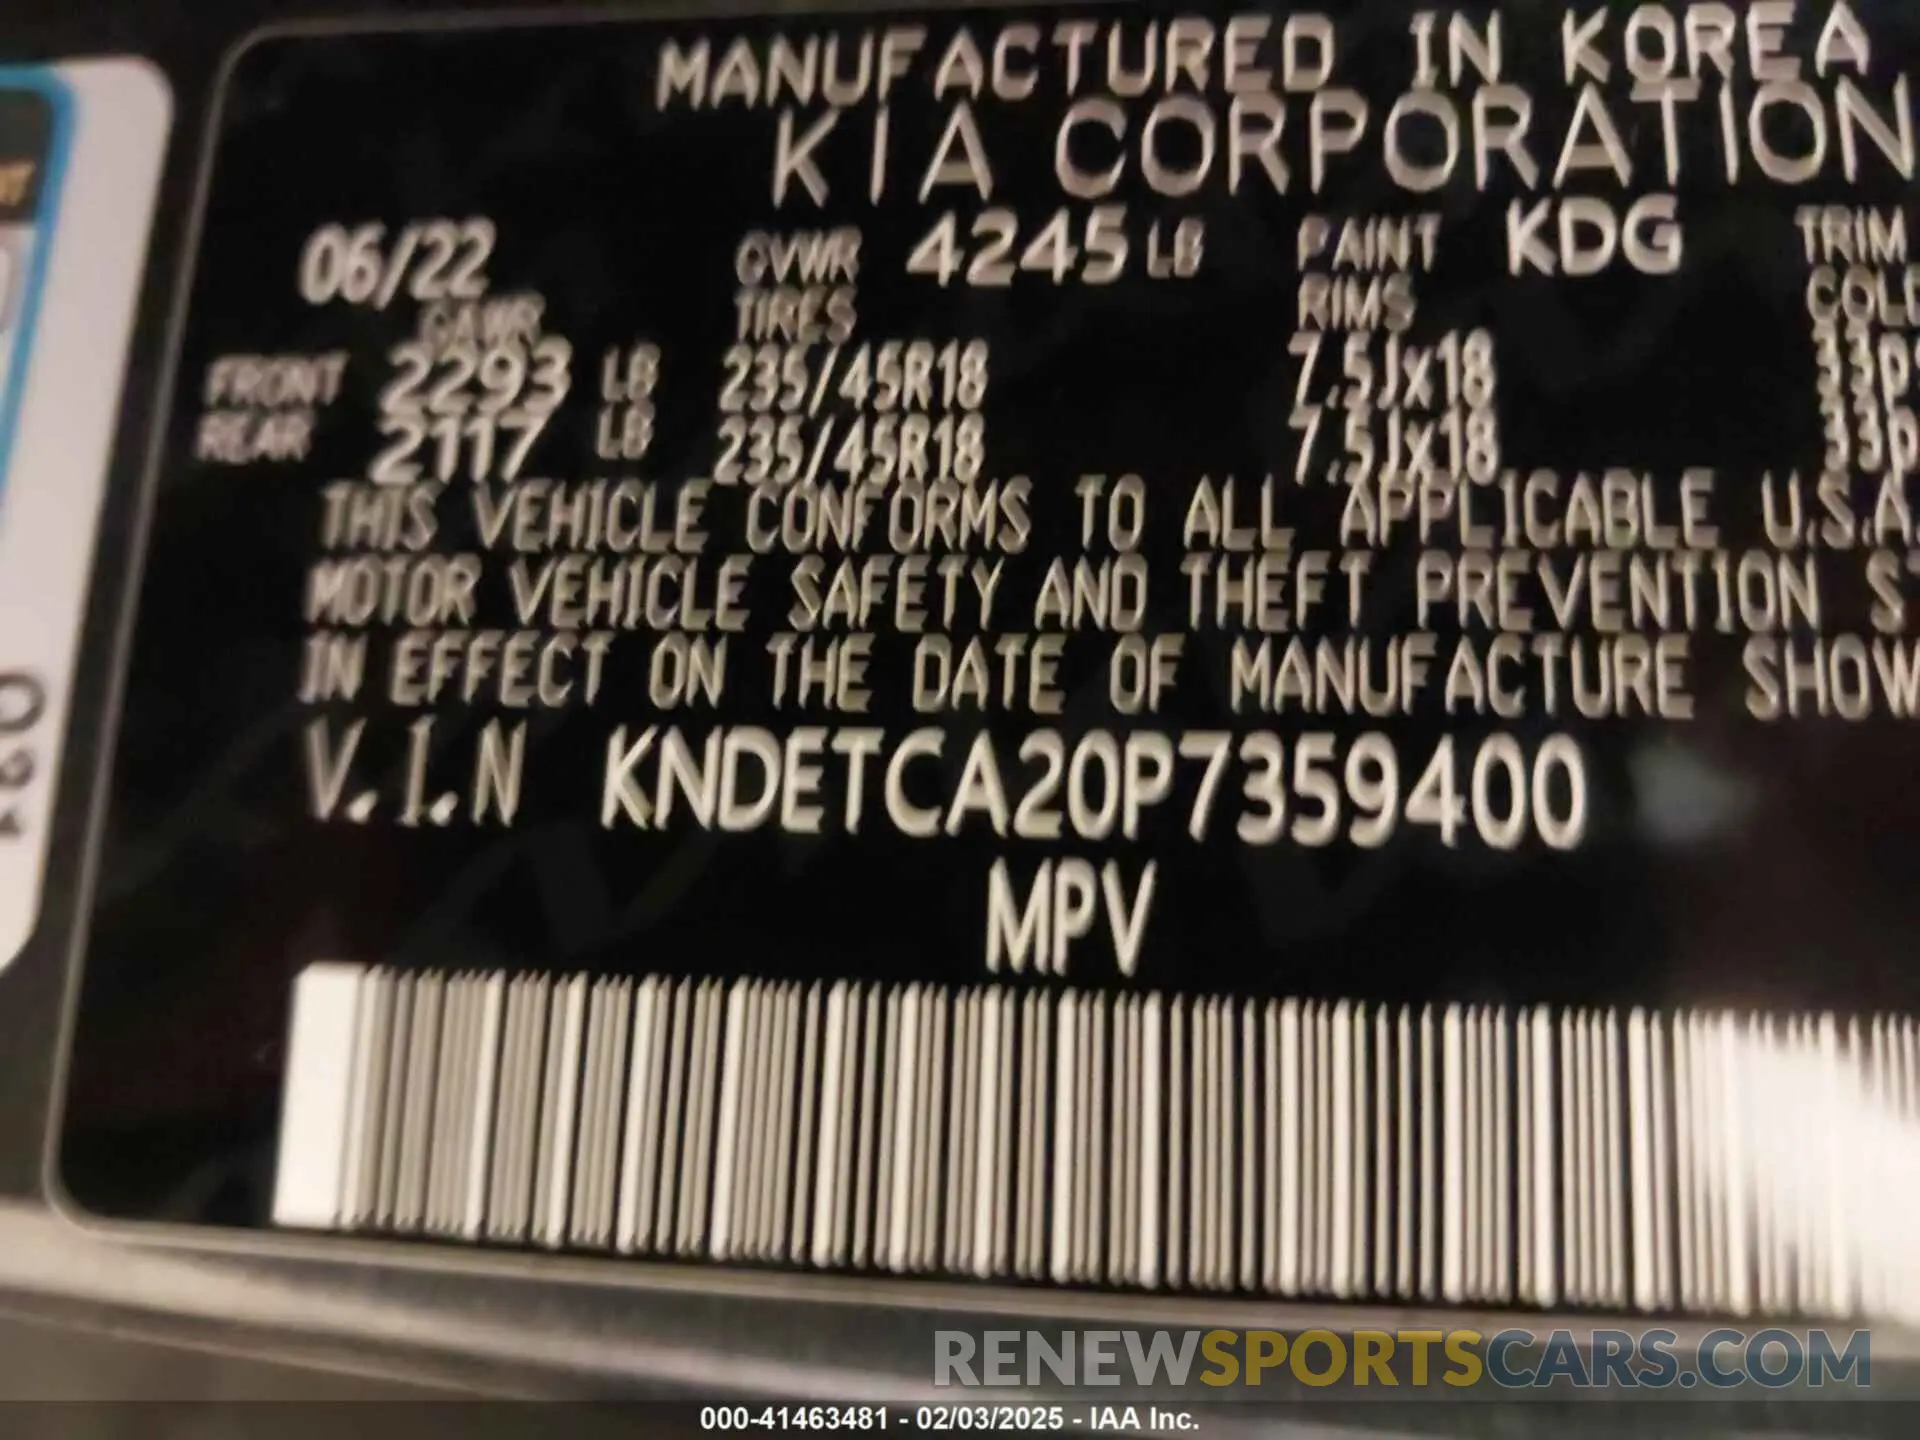 MANUFACTURED IN KOREA
KIA CORPORATION
06/22 GVWR 4245 LB PAINT KDG TRIM
GAWR TIRES RIMS
FRONT 2293 LB 235/45R18 7.5Jx18 33p
REAR 2117 LB 235/45R18 7.5Jx18 33p
THIS VEHICLE CONFORMS TO ALL APPLICABLE U.S.A.
MOTOR VEHICLE SAFETY AND THEFT PREVENTION
IN EFFECT ON THE DATE OF MANUFACTURE SHOW
V.I.N KNDETCA20P7359400
MPV
RENEWSPORTSCARS.COM
000-41463481 - 02/03/2025 - IAA Inc.